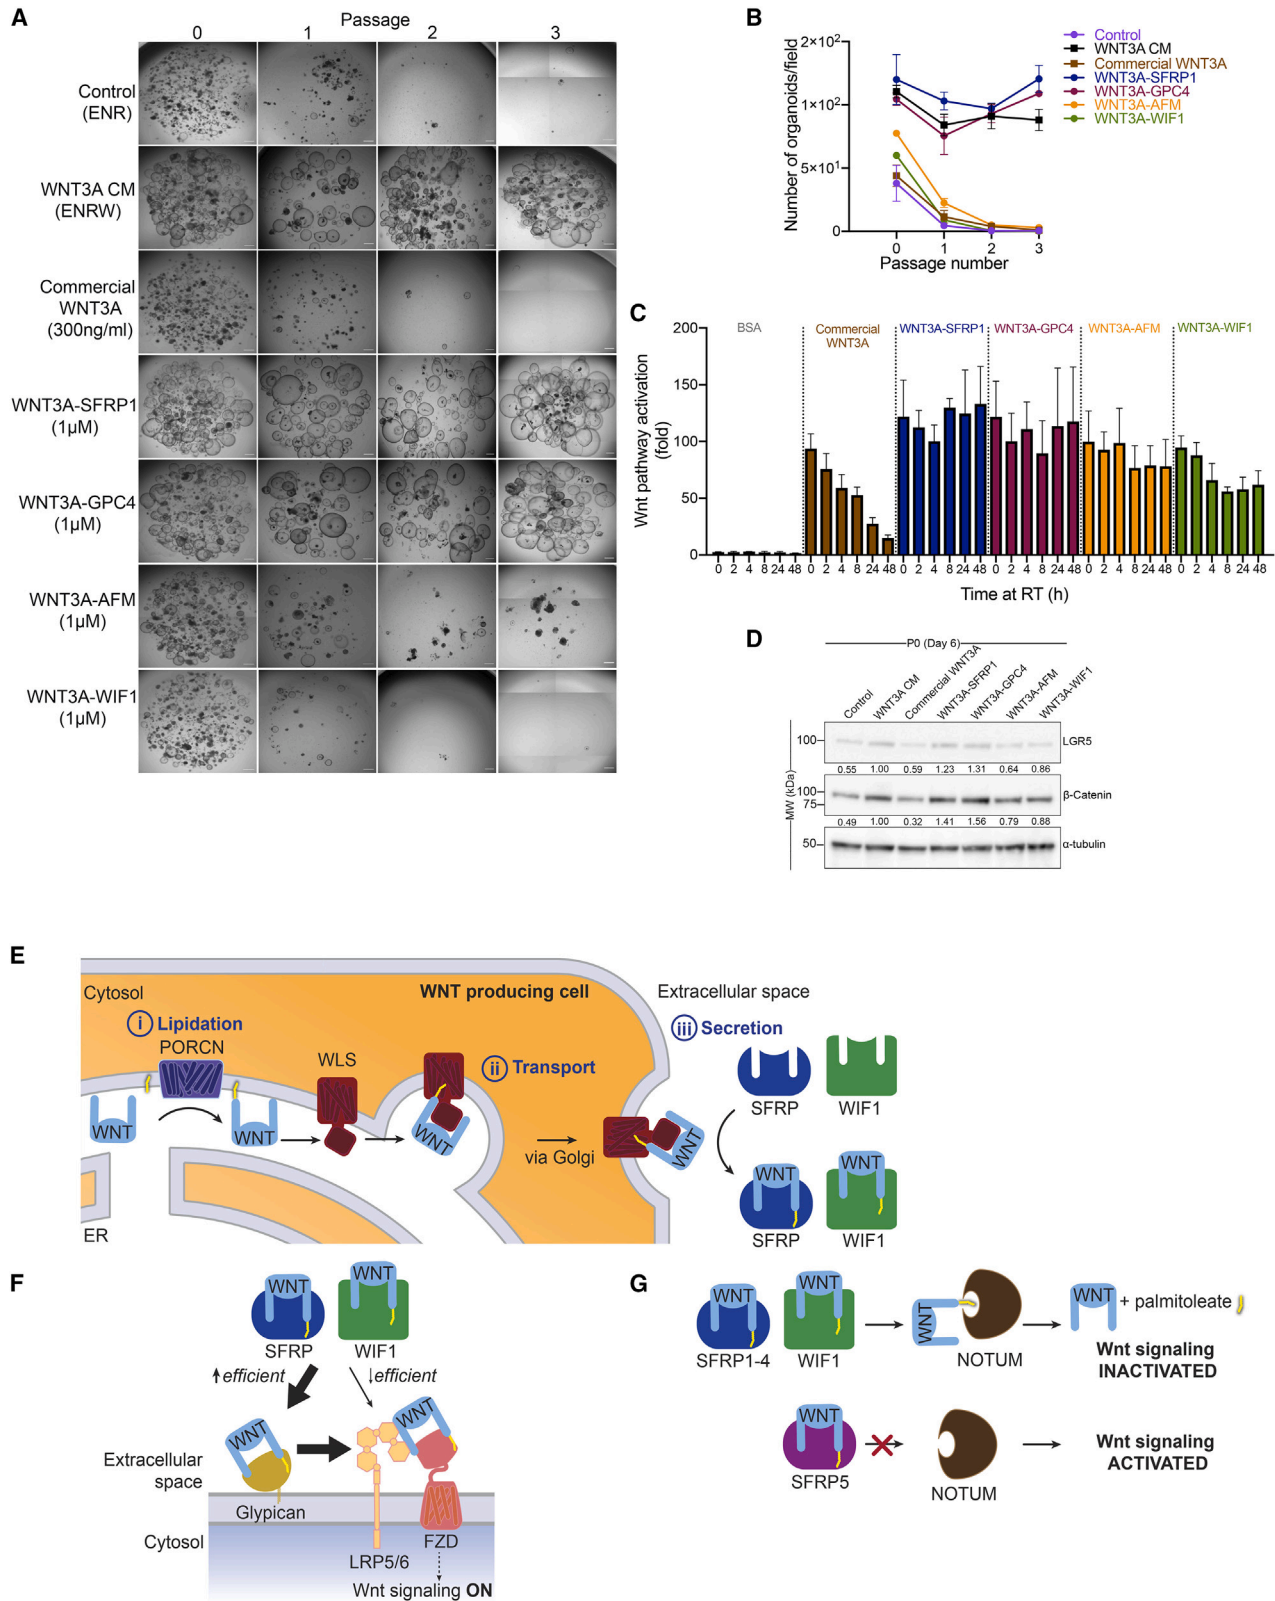 A
Passage
0 1 2 3
Control
(ENR)
WNT3A CM
(ENRW)
Commercial
WNT3A
(300ng/ml)
WNT3A-SFRP1
(1µM)
WNT3A-GPC4
(1µM)
WNT3A-AFM
(1µM)
WNT3A-WIF1
(1µM)
B
Number of organoids/field
2×10²
1×10²
5×10¹
0
0 1 2 3
Passage number
Control
WNT3A CM
Commercial WNT3A
WNT3A-SFRP1
WNT3A-GPC4
WNT3A-AFM
WNT3A-WIF1
C
Wnt pathway activation
(fold)
200
150
100
50
0
BSA
Commercial
WNT3A
WNT3A-SFRP1
WNT3A-GPC4
WNT3A-AFM
WNT3A-WIF1
0 2 4 8 24 48 0 2 4 8 24 48 0 2 4 8 24 48 0 2 4 8 24 48 0 2 4 8 24 48 0 2 4 8 24 48
Time at RT (h)
D
P0 (Day 6)
Control
WNT3A CM
Commercial WNT3A
WNT3A-SFRP1
WNT3A-GPC4
WNT3A-AFM
WNT3A-WIF1
MW (kDa)
100
LGR5
0.55 1.00 0.59 1.23 1.31 0.64 0.86
100
75
β-Catenin
0.49 1.00 0.32 1.41 1.56 0.79 0.88
50
α-tubulin
E
Cytosol
WNT producing cell
Extracellular space
i Lipidation
PORCN
WLS
ii Transport
iii Secretion
SFRP
WIF1
WNT
WNT
WNT
via Golgi
WNT
WNT
WNT
SFRP
WIF1
ER
F
WNT
WNT
SFRP
WIF1
↑efficient
↓efficient
WNT
WNT
Extracellular
space
Glypican
Cytosol
LRP5/6
FZD
Wnt signaling ON
G
WNT
WNT
SFRP1-4
WIF1
WNT
NOTUM
WNT
+ palmitoleate
Wnt signaling
INACTIVATED
WNT
SFRP5
NOTUM
Wnt signaling
ACTIVATED